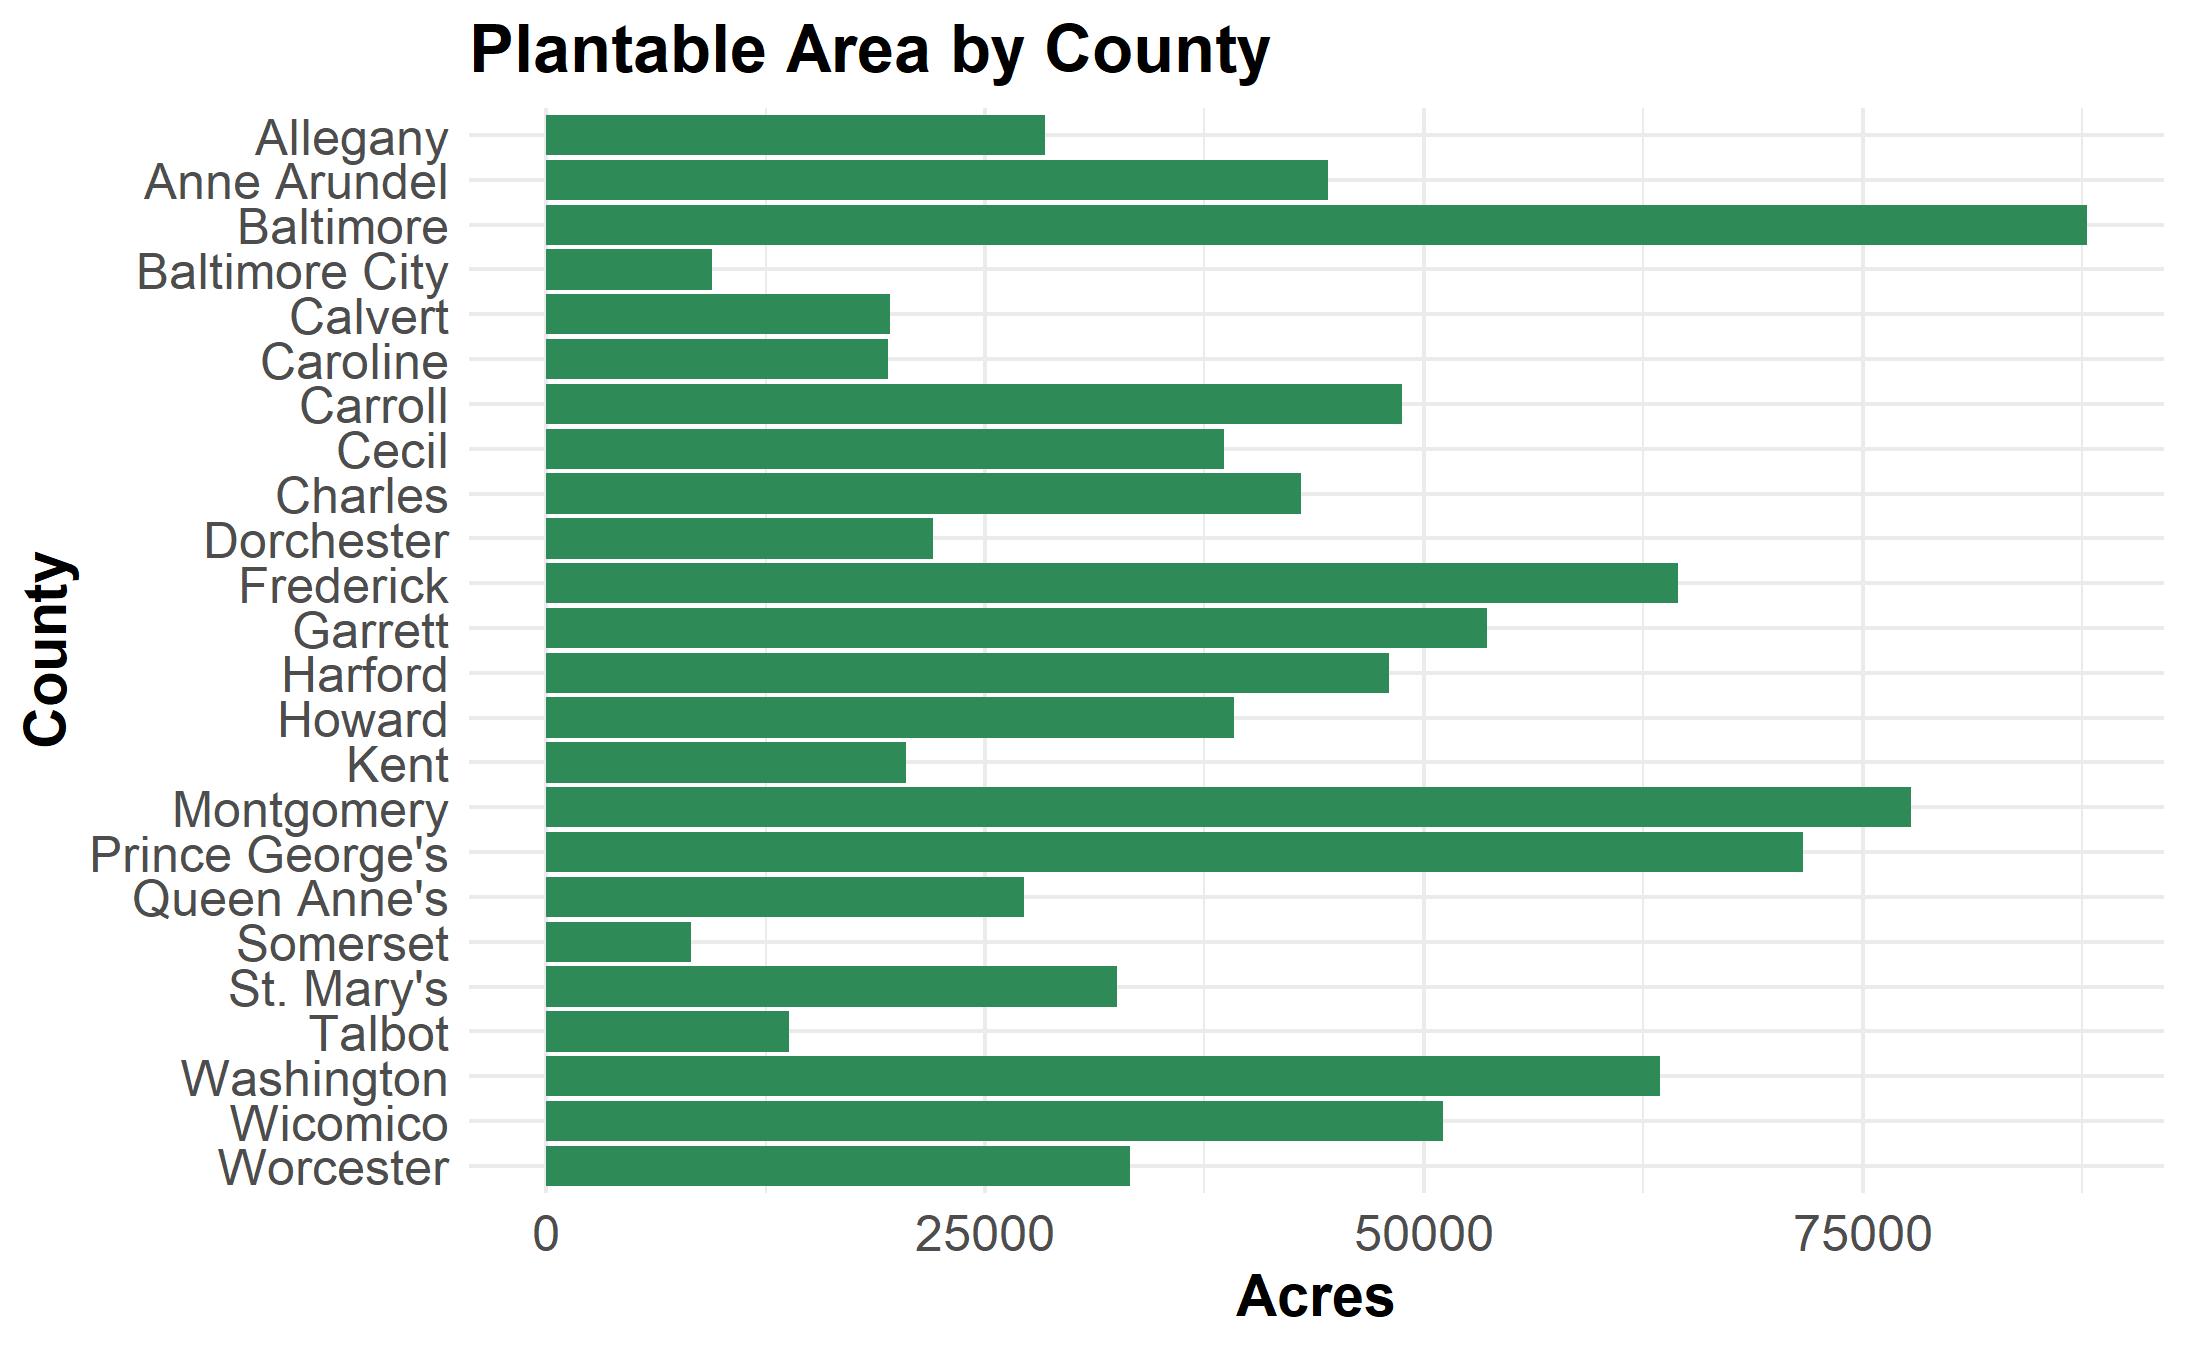 Plantable Area by County
County
Allegany
Anne Arundel
Baltimore
Baltimore City
Calvert
Caroline
Carroll
Cecil
Charles
Dorchester
Frederick
Garrett
Harford
Howard
Kent
Montgomery
Prince George's
Queen Anne's
Somerset
St. Mary's
Talbot
Washington
Wicomico
Worcester
0 25000 50000 75000
Acres